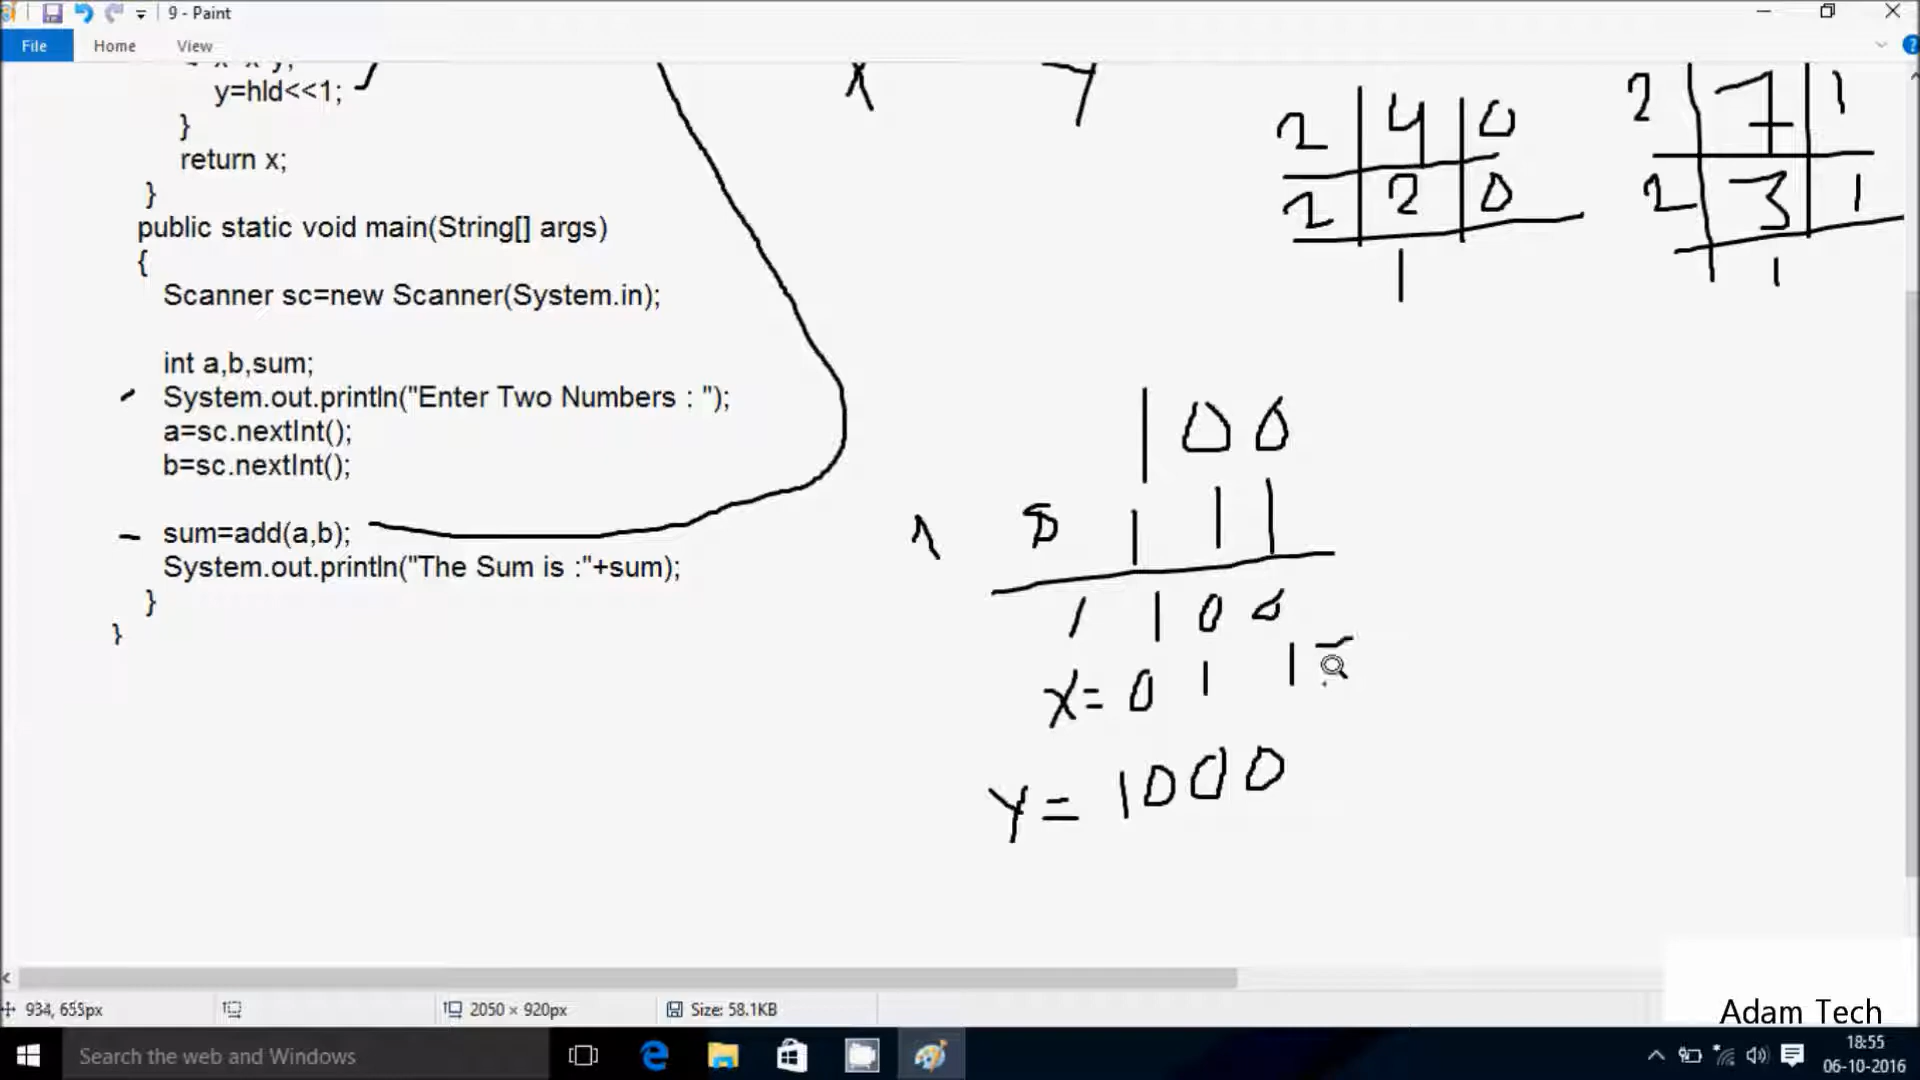 9 - Paint
File Home View
y=hld<<1;
}
return x;
}
public static void main(String[] args)
{
Scanner sc=new Scanner(System.in);
int a,b,sum;
System.out.println("Enter Two Numbers : ");
a=sc.nextInt();
b=sc.nextInt();
sum=add(a,b);
System.out.println("The Sum is :"+sum);
}
}
X Y
2 4 0
2 2 0
1
2 7 1
2 3 1
1
1 0 0
1 1 1
1 1 0 0
X= 0 1 1
Y= 1 0 0 0
934, 655px 2050 × 920px Size: 58.1KB
Adam Tech
Search the web and Windows
18:55
06-10-2016